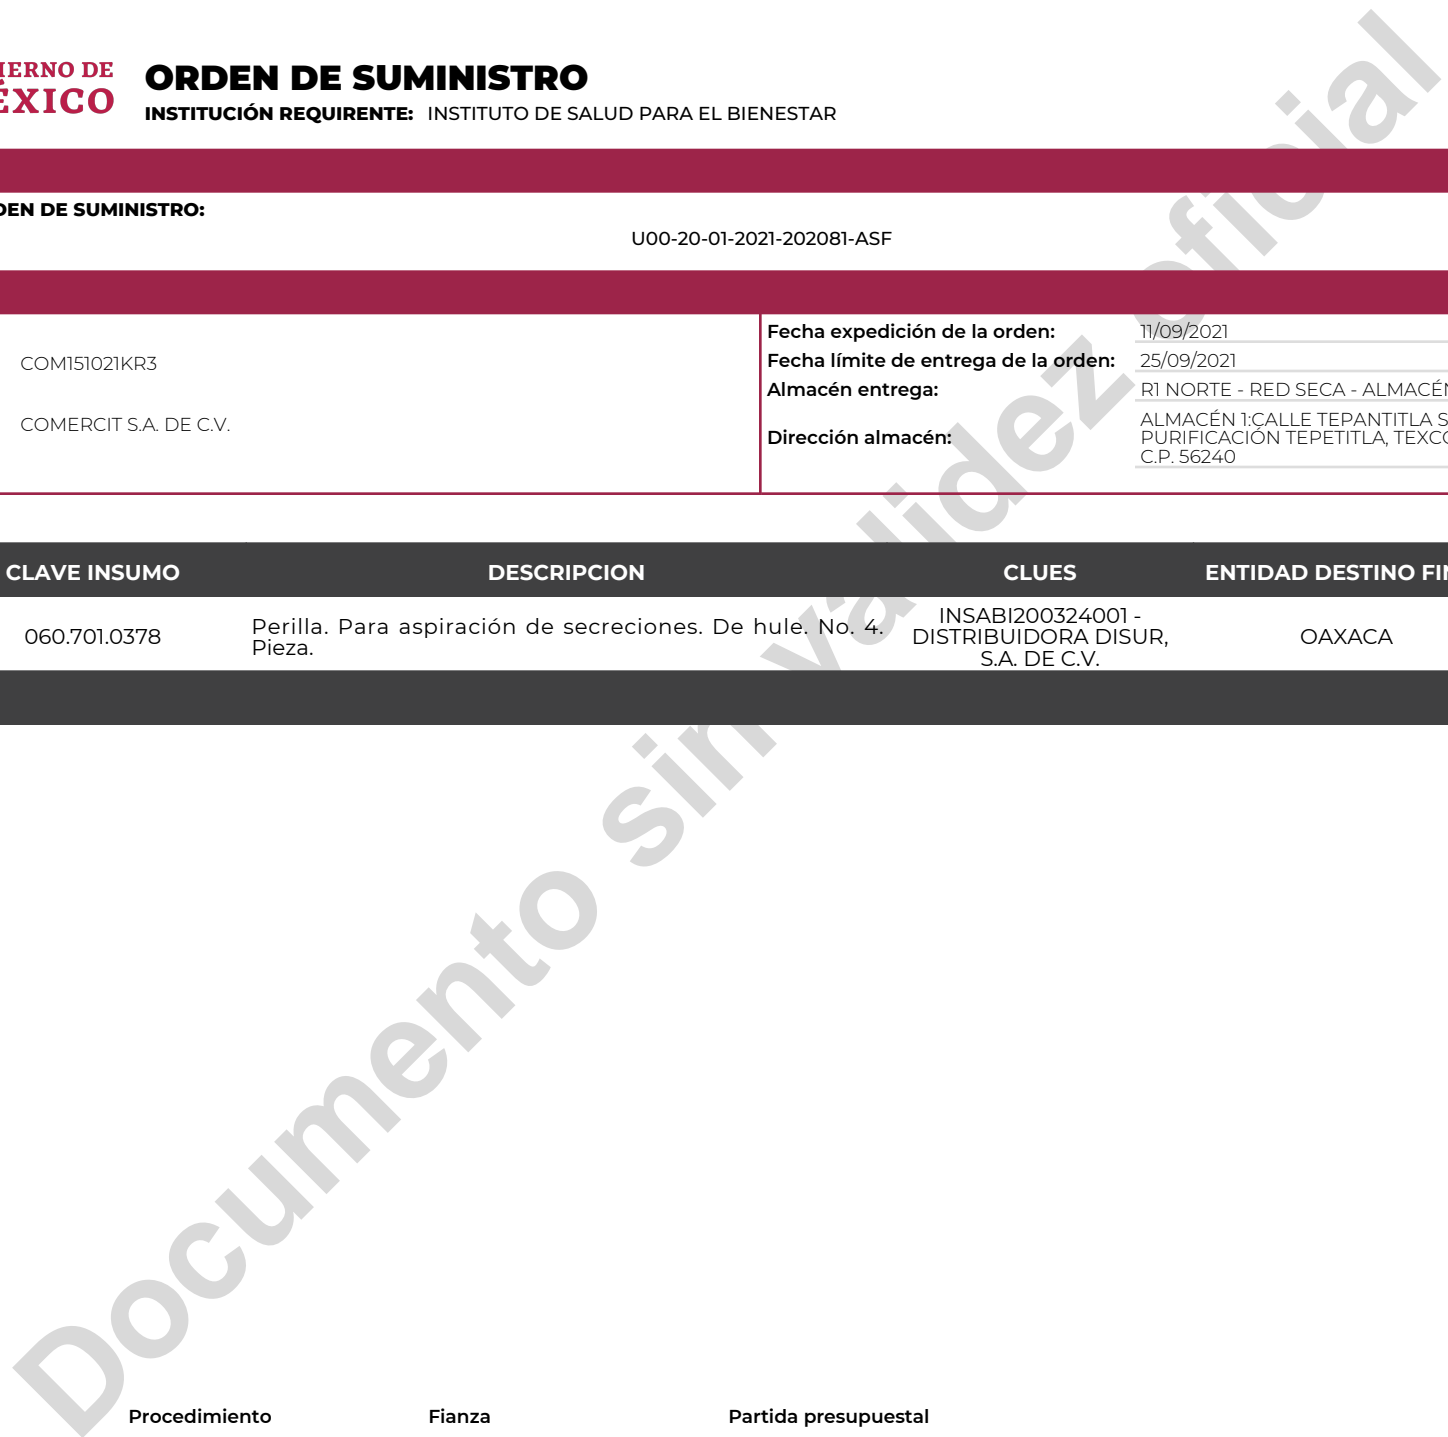 IERNO DE
ÉXICO
ORDEN DE SUMINISTRO
INSTITUCIÓN REQUIRENTE: INSTITUTO DE SALUD PARA EL BIENESTAR
DEN DE SUMINISTRO:
U00-20-01-2021-202081-ASF
COM151021KR3
COMERCIT S.A. DE C.V.
Fecha expedición de la orden: 11/09/2021
Fecha límite de entrega de la orden: 25/09/2021
Almacén entrega: R1 NORTE - RED SECA - ALMACÉN
Dirección almacén: ALMACÉN 1:CALLE TEPANTITLA S
PURIFICACIÓN TEPETITLA, TEXCO
C.P. 56240
CLAVE INSUMO DESCRIPCION CLUES ENTIDAD DESTINO FIN
060.701.0378 Perilla. Para aspiración de secreciones. De hule. No. 4.
Pieza.
INSABI200324001 -
DISTRIBUIDORA DISUR,
S.A. DE C.V.
OAXACA
Documento sin validez oficial
Procedimiento Fianza Partida presupuestal